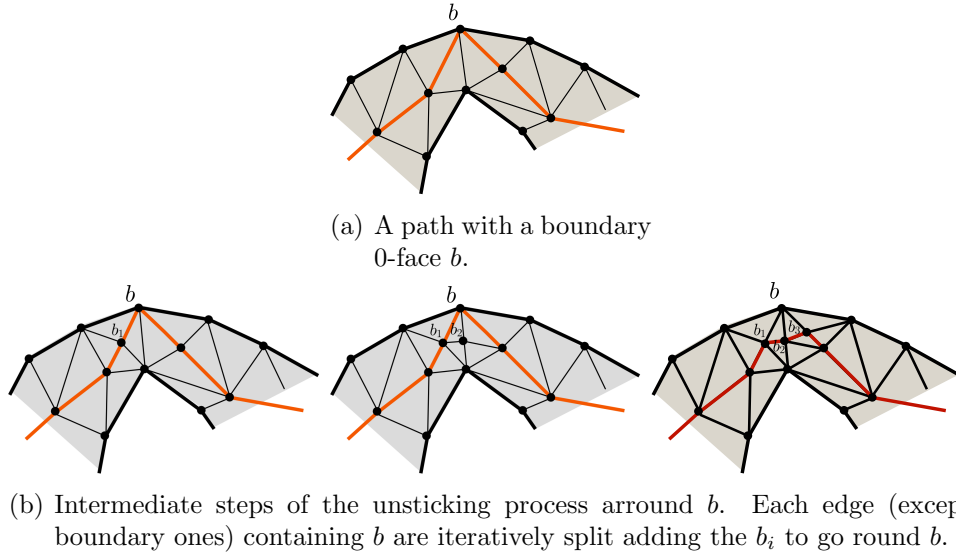 b
(a) A path with a boundary
0-face b.
b b b
b1 b1 b2 b1 b2 b3
(b) Intermediate steps of the unsticking process arround b. Each edge (excep
boundary ones) containing b are iteratively split adding the bi to go round b.